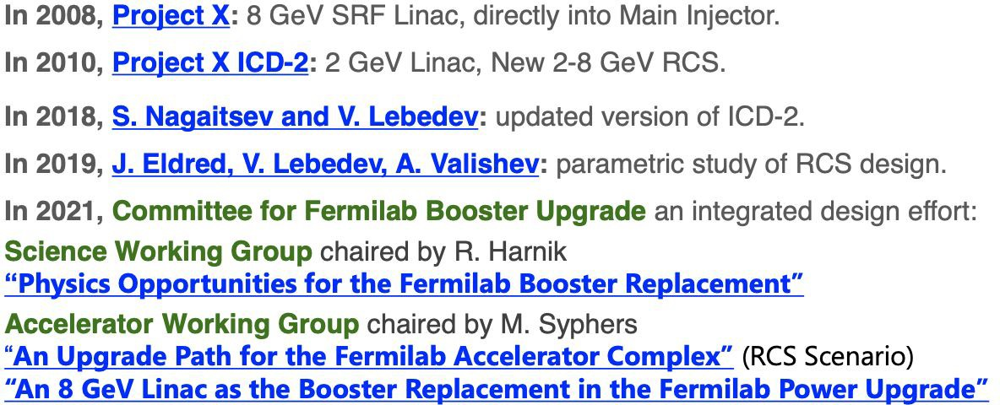 In 2008, Project X: 8 GeV SRF Linac, directly into Main Injector.
In 2010, Project X ICD-2: 2 GeV Linac, New 2-8 GeV RCS.
In 2018, S. Nagaitsev and V. Lebedev: updated version of ICD-2.
In 2019, J. Eldred, V. Lebedev, A. Valishev: parametric study of RCS design.
In 2021, Committee for Fermilab Booster Upgrade an integrated design effort:
Science Working Group chaired by R. Harnik
“Physics Opportunities for the Fermilab Booster Replacement”
Accelerator Working Group chaired by M. Syphers
“An Upgrade Path for the Fermilab Accelerator Complex” (RCS Scenario)
“An 8 GeV Linac as the Booster Replacement in the Fermilab Power Upgrade”